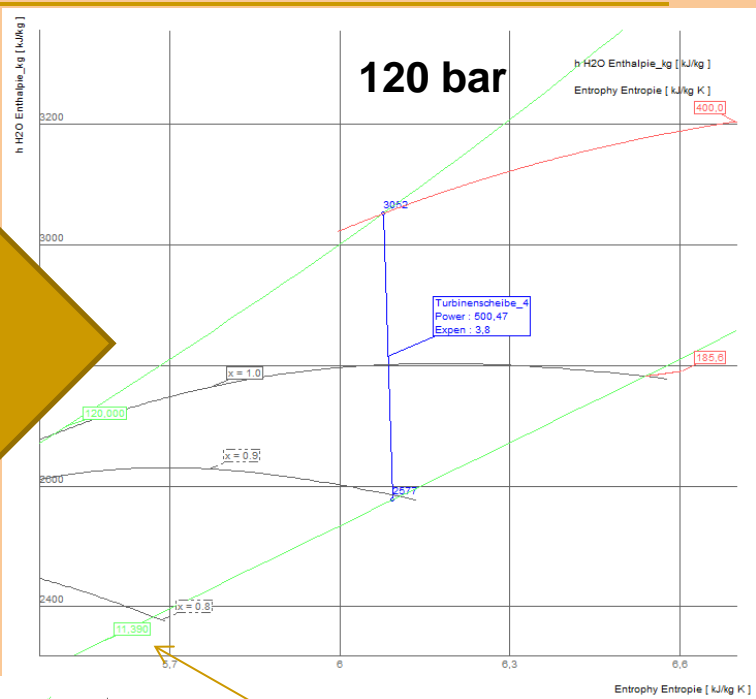 h H2O Enthalpie_kg [ kJ/kg ]
120 bar
h H2O Enthalpie_kg [ kJ/kg ]
Entrophy Entropie [ kJ/kg K ]
400,0
3200
3052
3000
Turbinenscheibe_4
Power : 500,47
Expen : 3,8
185,6
x = 1.0
120,000
x = 0.9
2600
2577
2400
x = 0.8
11,390
5,7
6
6,3
6,6
Entrophy Entropie [ kJ/kg K ]